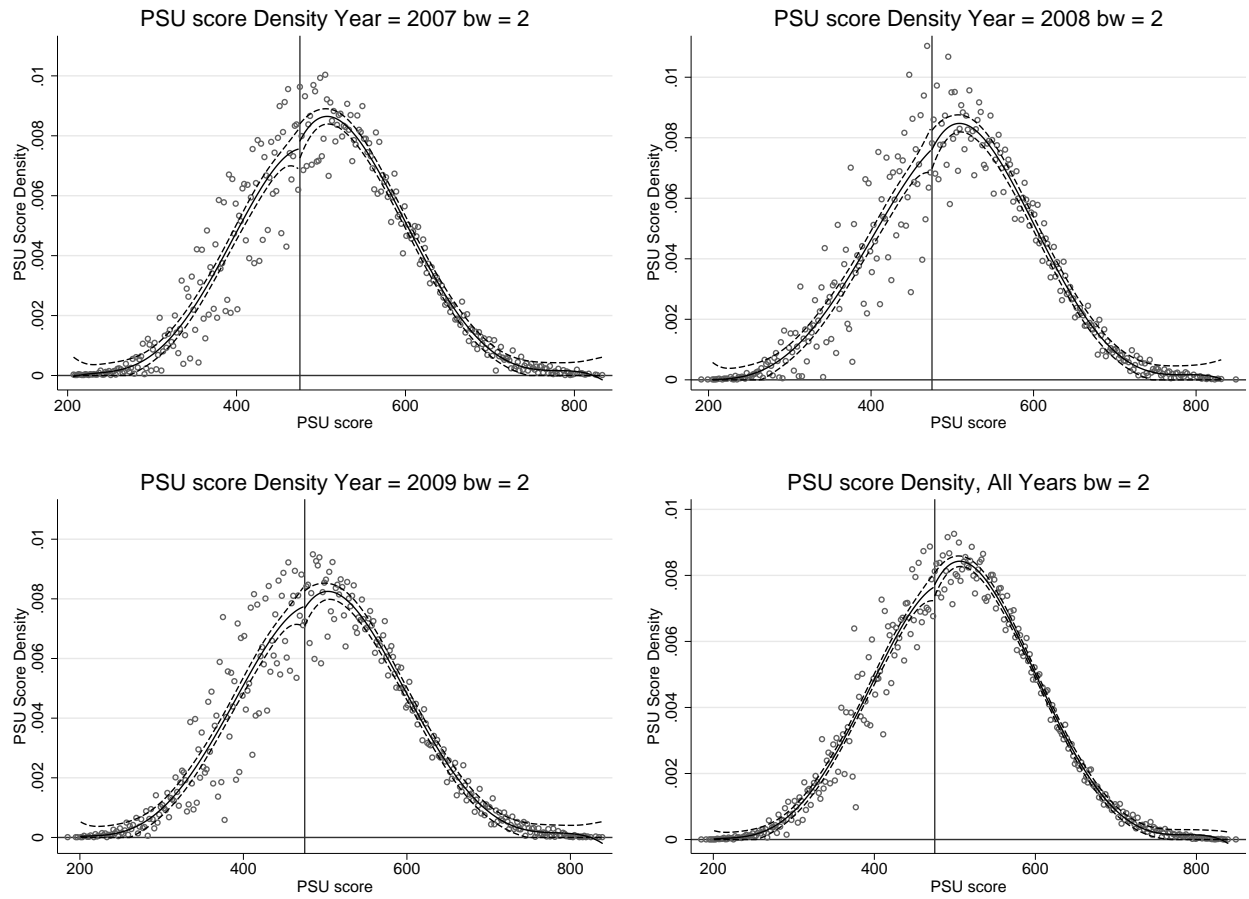 PSU score Density Year = 2007 bw = 2
PSU Score Density
.01
.008
.006
.004
.002
0
200 400 600 800
PSU score
PSU score Density Year = 2008 bw = 2
PSU Score Density
.01
.008
.006
.004
.002
0
200 400 600 800
PSU score
PSU score Density Year = 2009 bw = 2
PSU Score Density
.01
.008
.006
.004
.002
0
200 400 600 800
PSU score
PSU score Density, All Years bw = 2
PSU Score Density
.01
.008
.006
.004
.002
0
200 400 600 800
PSU score